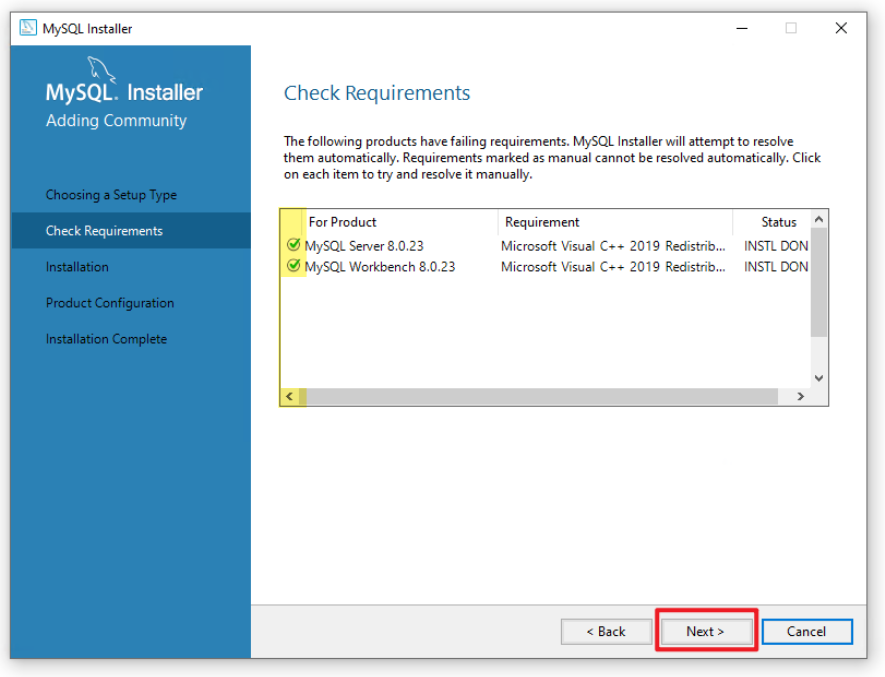 MySQL Installer
MySQL. Installer
Adding Community
Choosing a Setup Type
Check Requirements
Installation
Product Configuration
Installation Complete
Check Requirements
The following products have failing requirements. MySQL Installer will attempt to resolve
them automatically. Requirements marked as manual cannot be resolved automatically. Click
on each item to try and resolve it manually.
For Product Requirement Status
MySQL Server 8.0.23 Microsoft Visual C++ 2019 Redistrib... INSTL DON
MySQL Workbench 8.0.23 Microsoft Visual C++ 2019 Redistrib... INSTL DON
< Back Next > Cancel